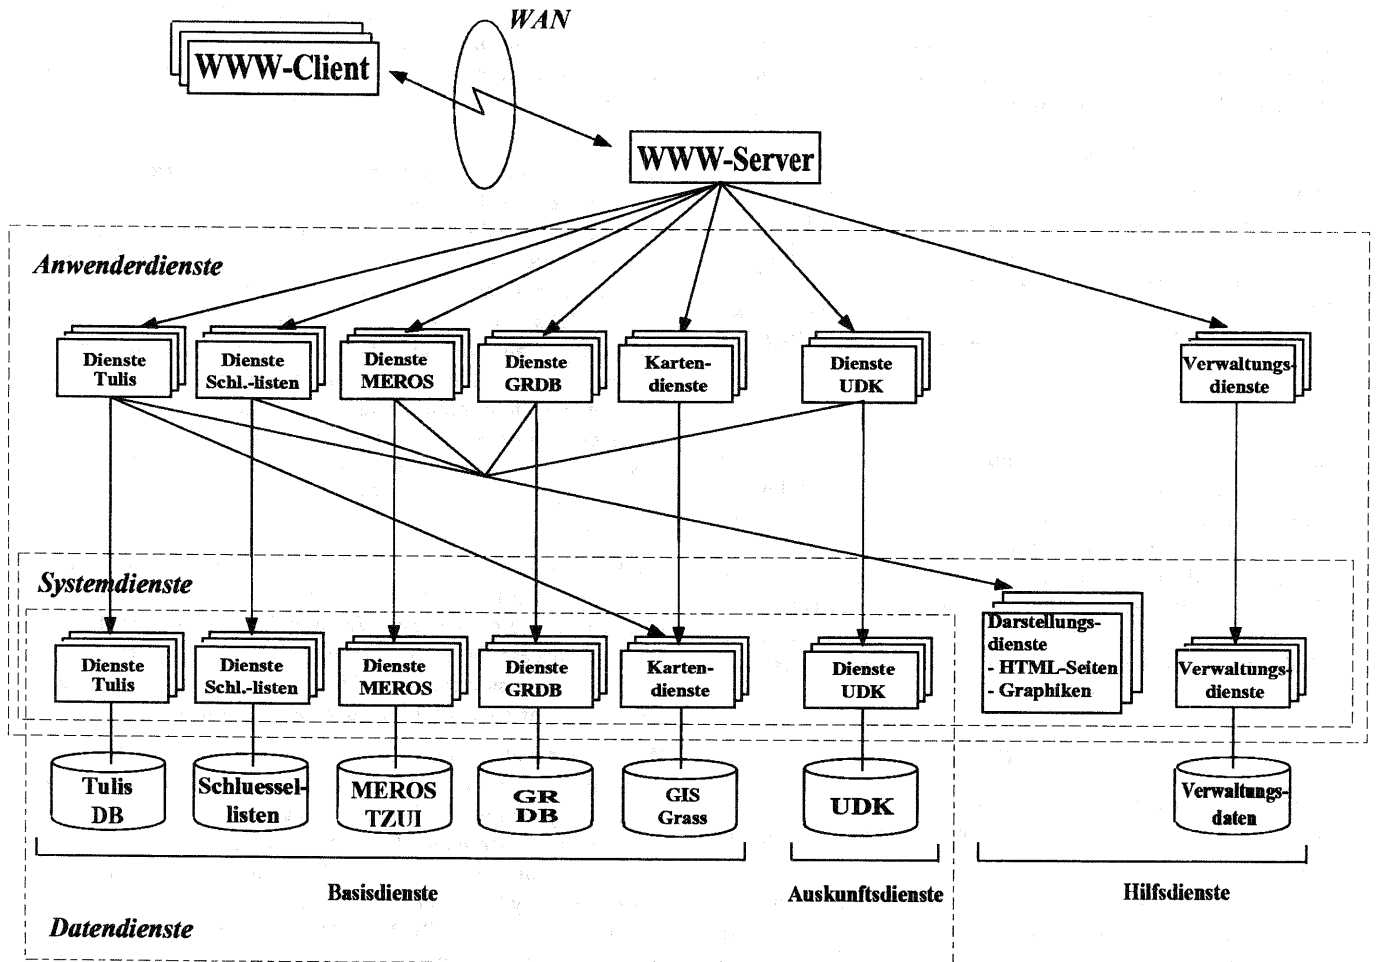 WAN
WWW-Client
WWW-Server
Anwenderdienste
Dienste
Tulis
Dienste
Schl.-listen
Dienste
MEROS
Dienste
GRDB
Karten-
dienste
Dienste
UDK
Verwaltungs-
dienste
Systemdienste
Dienste
Tulis
Dienste
Schl.-listen
Dienste
MEROS
Dienste
GRDB
Karten-
dienste
Dienste
UDK
Darstellungs-
dienste
- HTML-Seiten
- Graphiken
Verwaltungs-
dienste
Tulis
DB
Schluessel-
listen
MEROS
TZUI
GR
DB
GIS
Grass
UDK
Verwaltungs-
daten
Basisdienste
Auskunftsdienste
Hilfsdienste
Datendienste